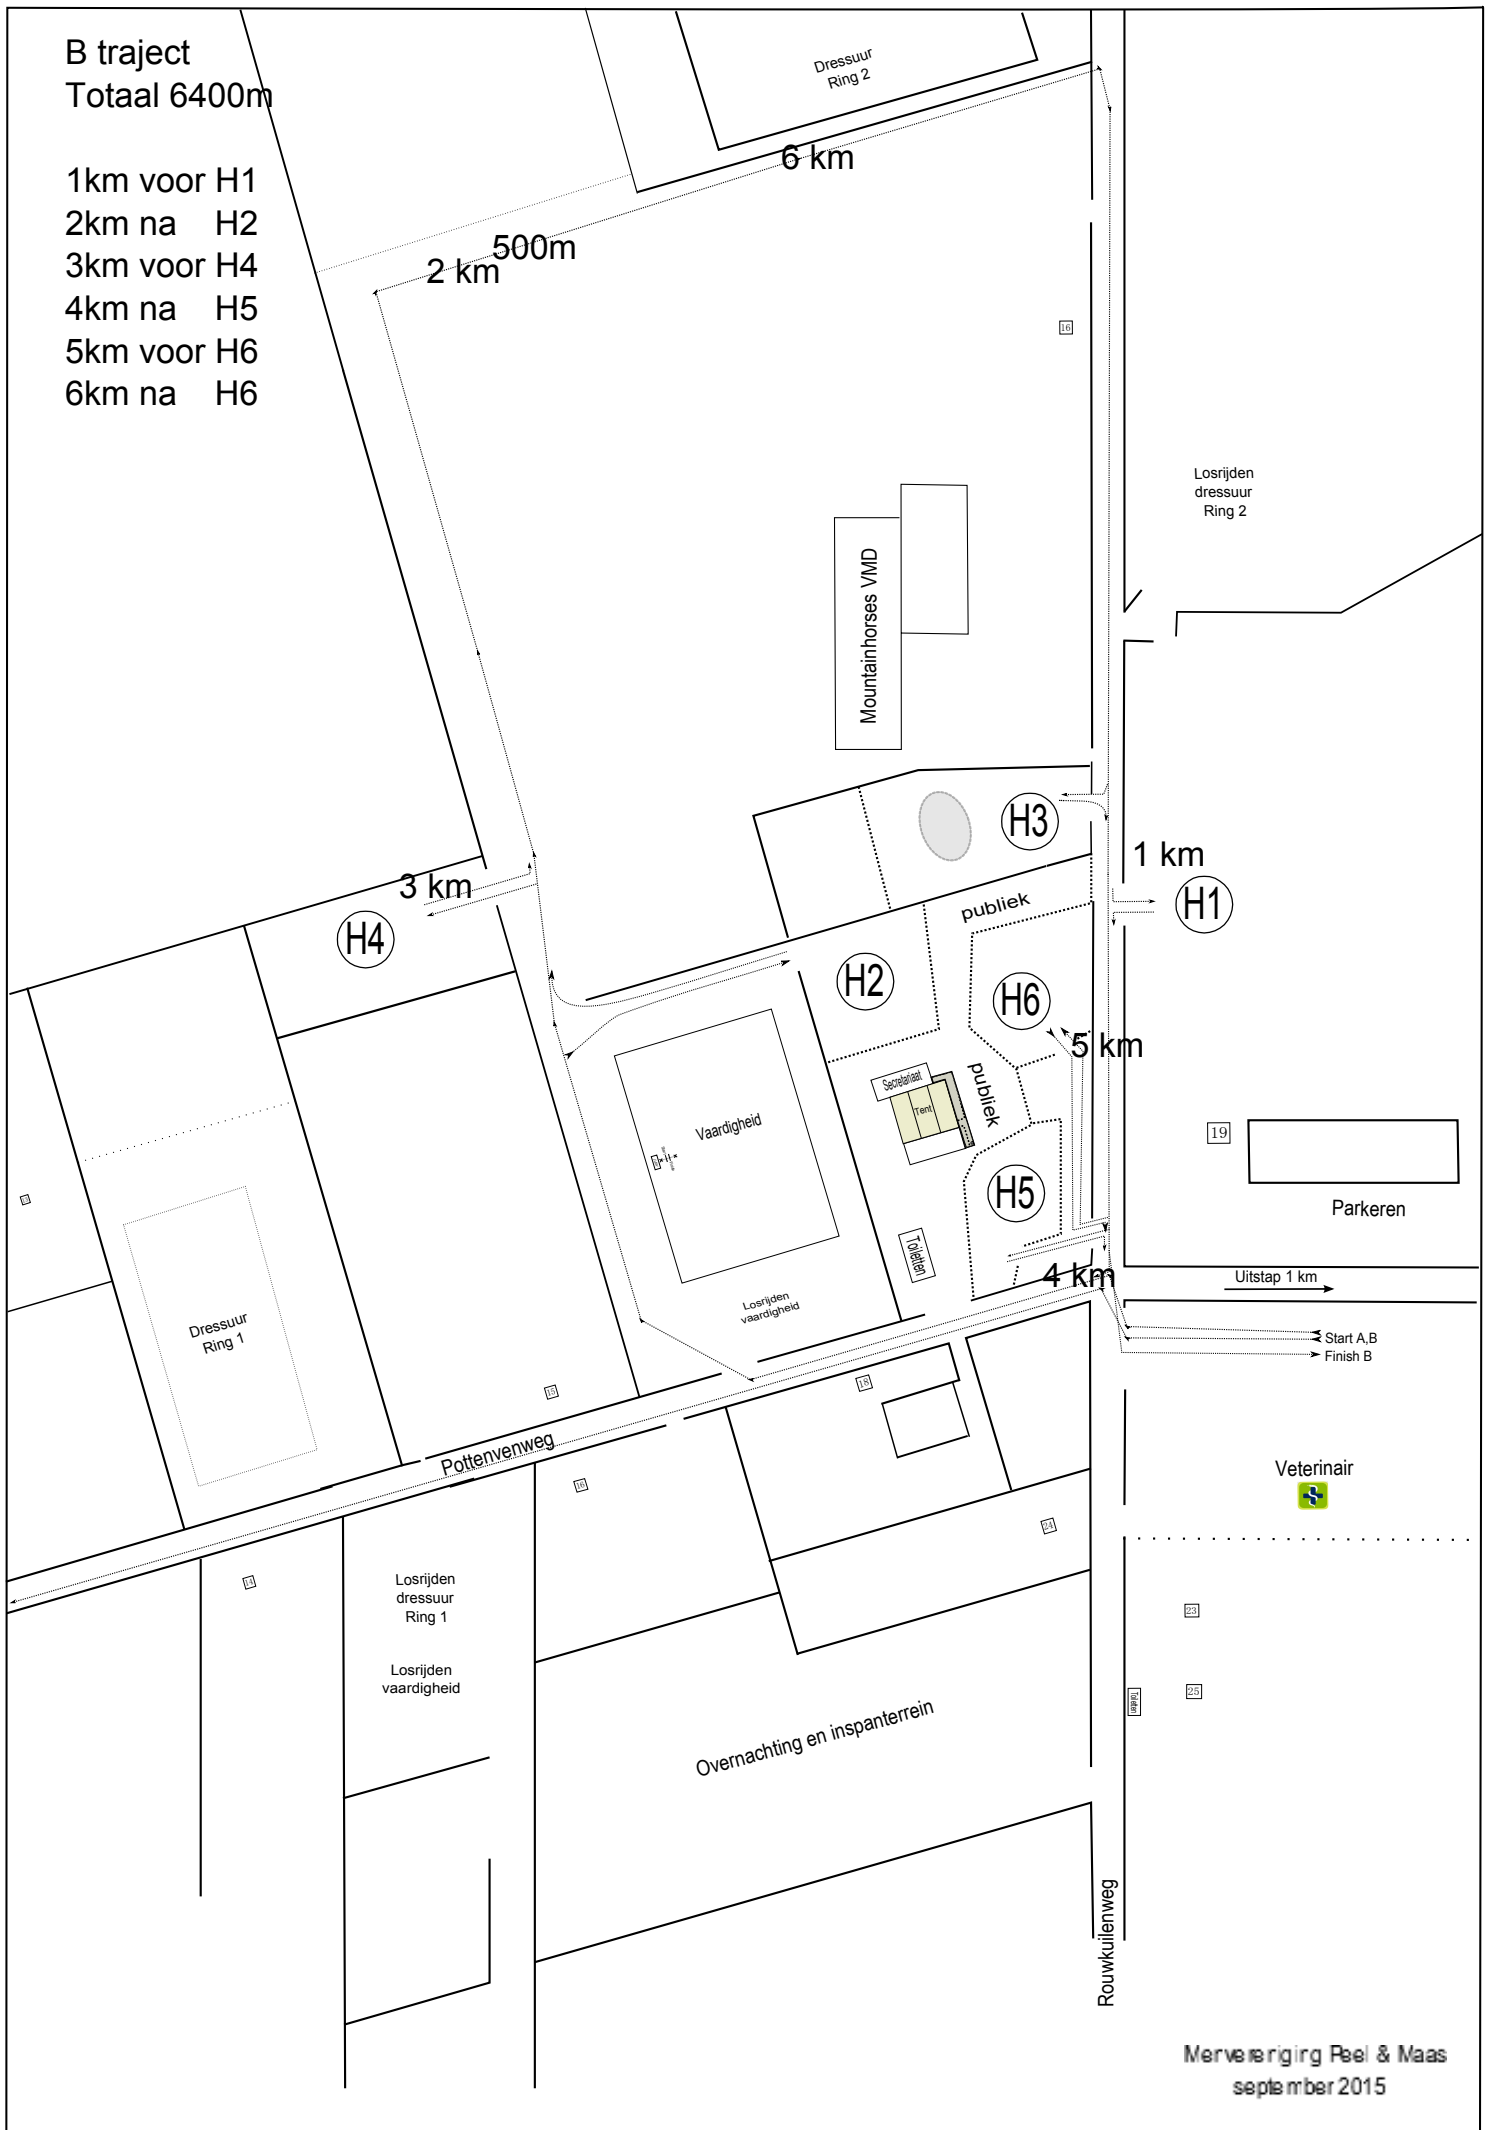 B traject
Totaal 6400m
1km voor H1
2km na H2
3km voor H4
4km na H5
5km voor H6
6km na H6
Dressuur
Ring 2
6 km
500m
2 km
16
Losrijden
dressuur
Ring 2
Mountainhorses VMD
H3
1 km
H1
publiek
3 km
H4
H2
H6
5 km
publiek
Secretariaat
Tent
Vaardigheid
19
Parkeren
H5
13
Toiletten
4 km
Uitstap 1 km
Losrijden
vaardigheid
Dressuur
Ring 1
Start A,B
Finish B
15
18
Pottenvenweg
16
Veterinair
24
14
Losrijden
dressuur
Ring 1
Losrijden
vaardigheid
23
25
Toiletten
Overnachting en inspanterrein
Rouwkuilenweg
Peel & Maas
september 2015